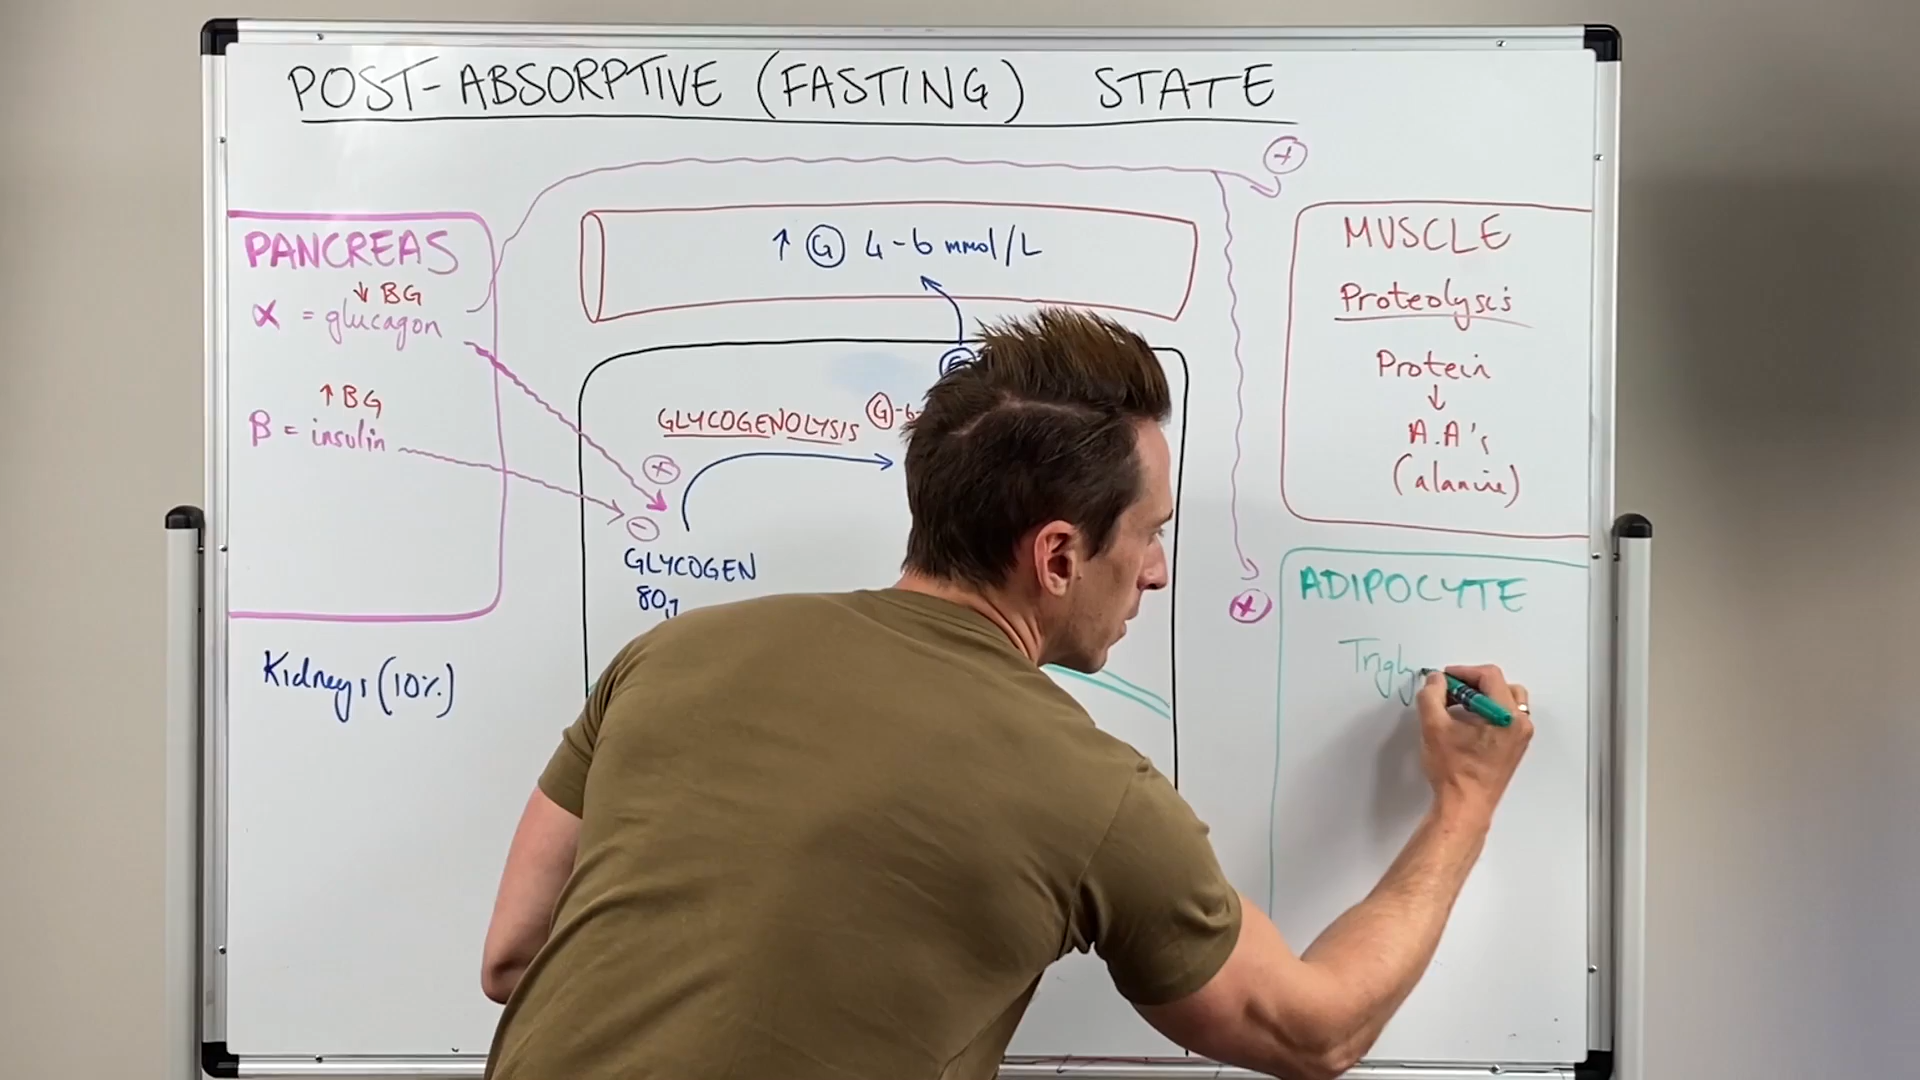 POST-ABSORPTIVE (FASTING) STATE
+
PANCREAS
↓ BG
α = glucagon
↑ BG
B = insulin
Kidneys (10%)
↑ G 4-6 mmol/L
GLYCOGENOLYSIS
G-6-
+
-
GLYCOGEN
80g
MUSCLE
Proteolysis
Protein
↓
A.A's
(alanine)
+
ADIPOCYTE
Trigly